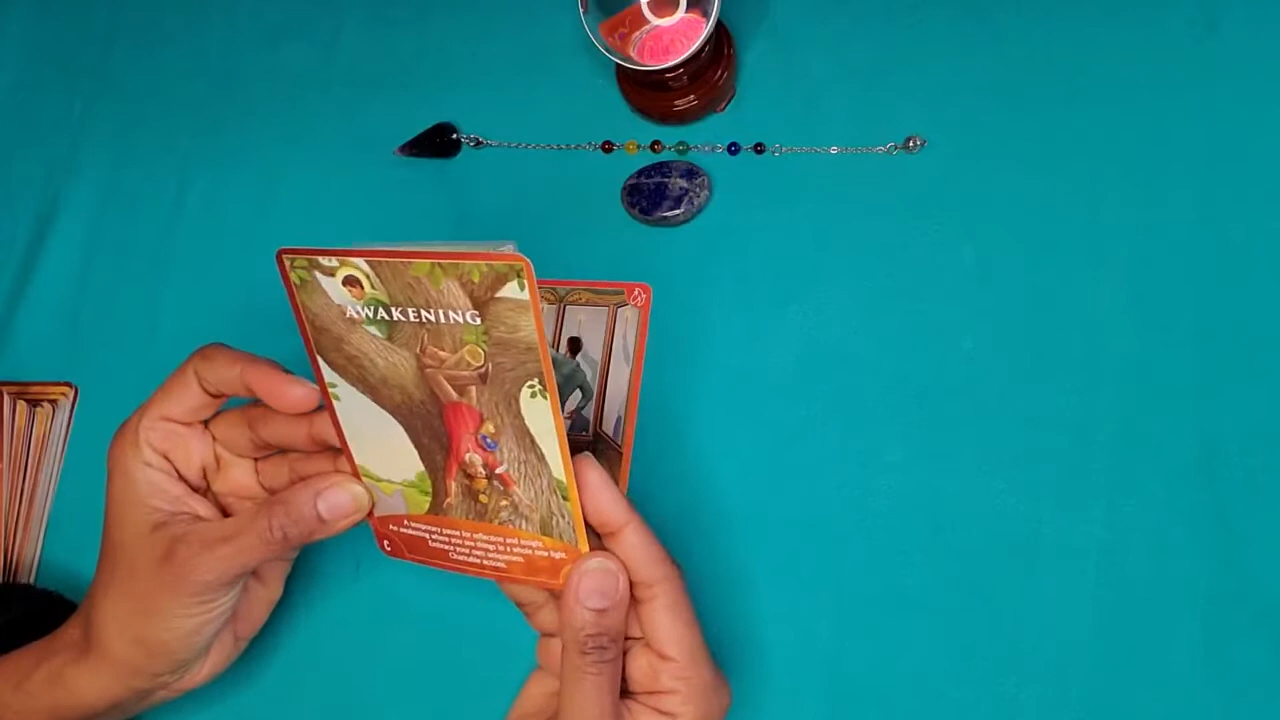 AWAKENING
A temporary pause for reflection and insight.
An awakening where you see things in a whole new light.
Embrace your own uniqueness.
Charitable actions.
C